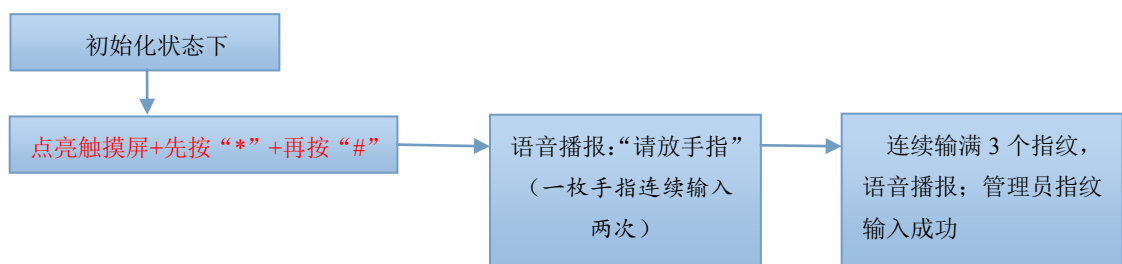 初始化状态下
点亮触摸屏+先按“*”+再按“#”
语音播报:“请放手指”
（一枚手指连续输入
两次）
连续输满 3 个指纹，
语音播报；管理员指纹
输入成功